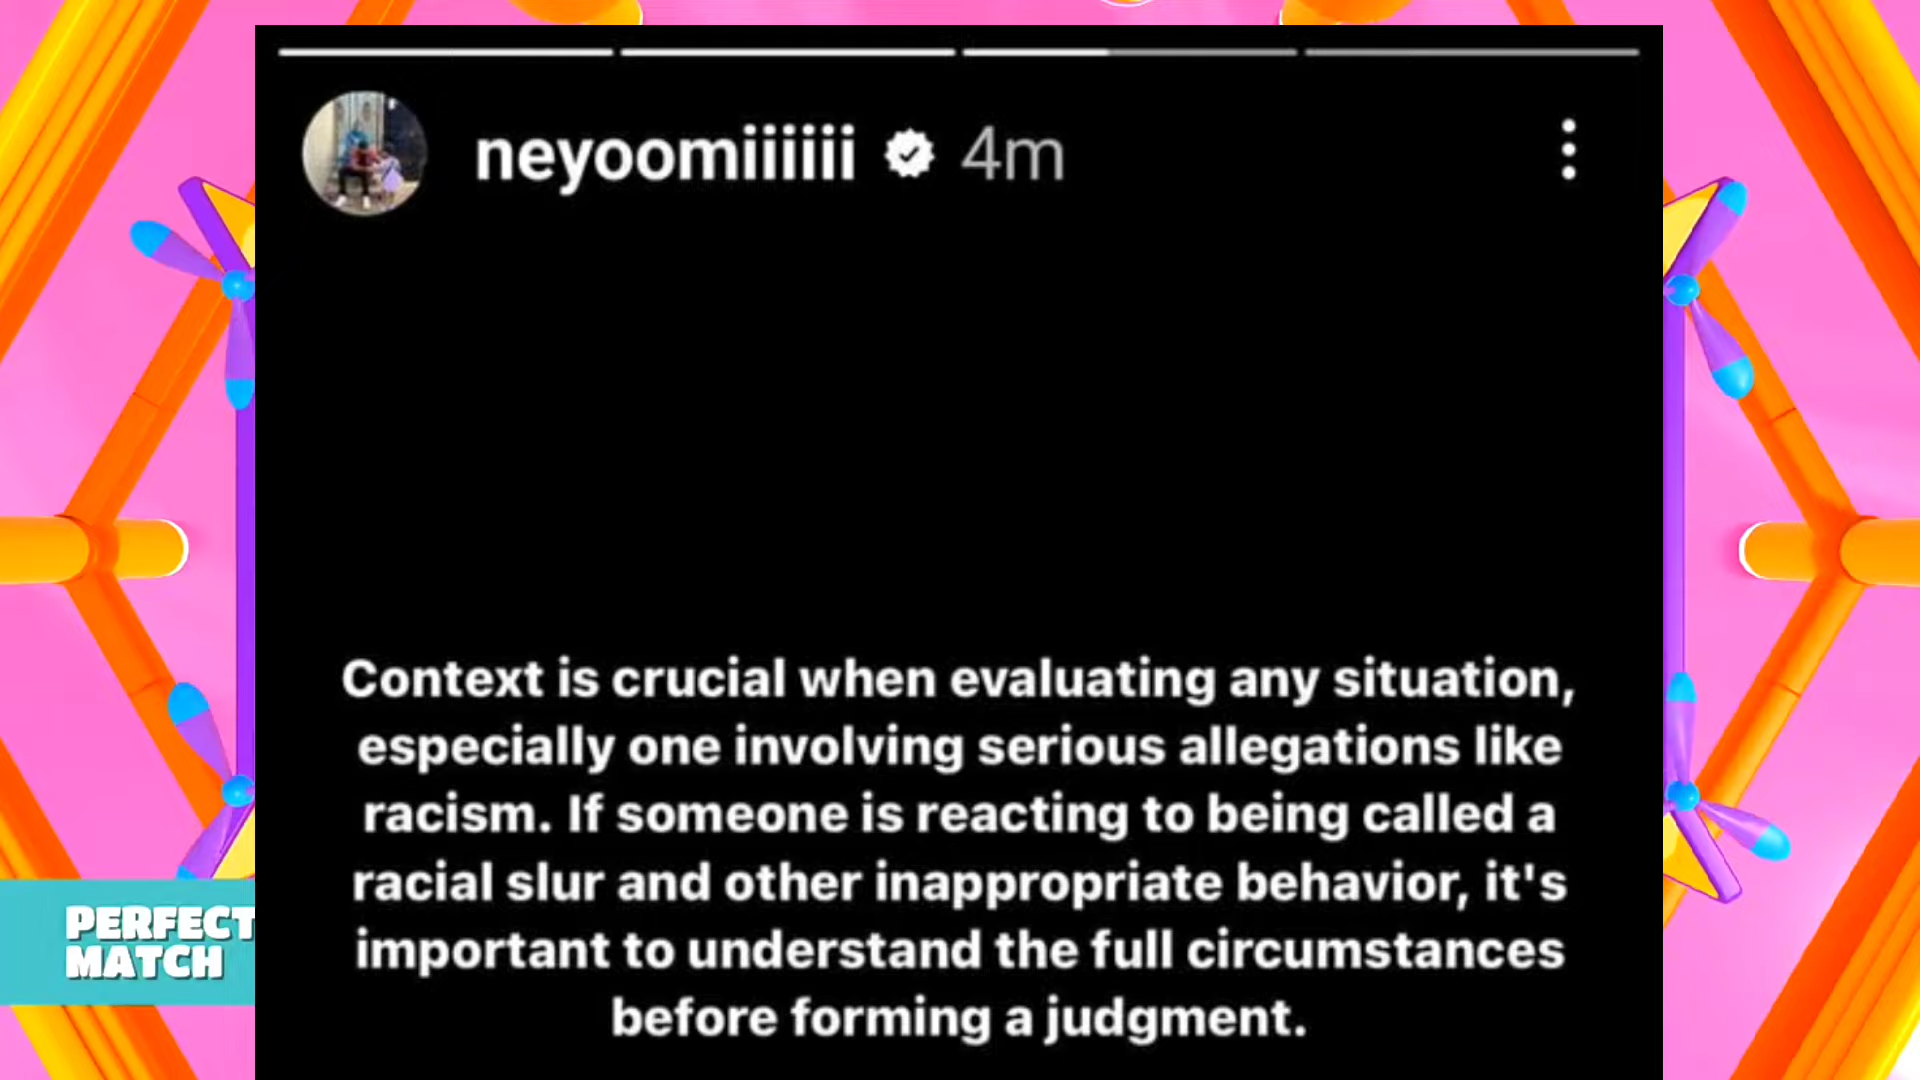 neyoomiiiiii 4m
Context is crucial when evaluating any situation,
especially one involving serious allegations like
racism. If someone is reacting to being called a
racial slur and other inappropriate behavior, it's
important to understand the full circumstances
before forming a judgment.
PERFECT
MATCH